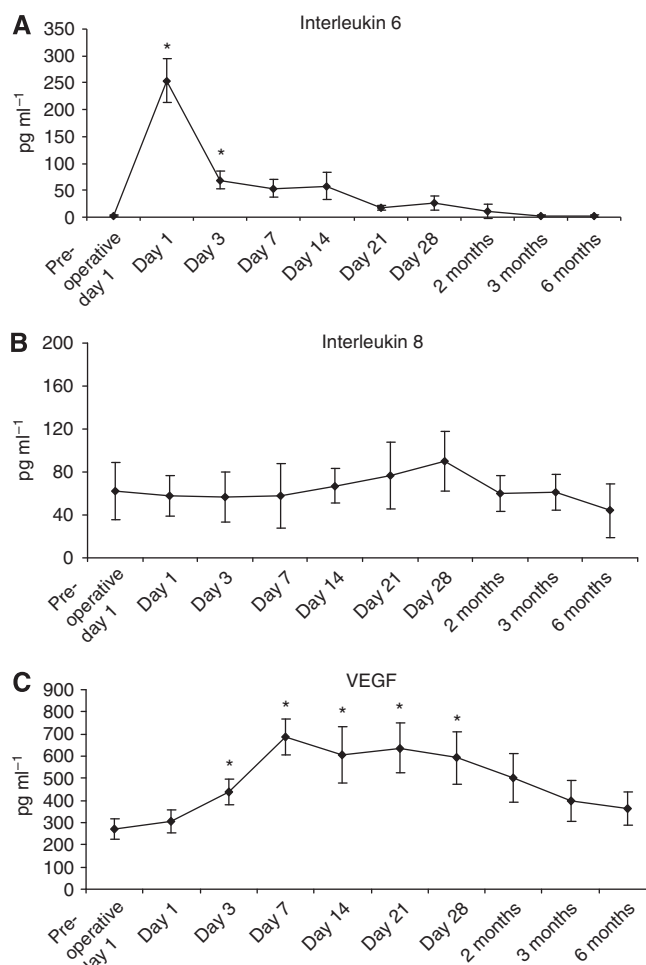 A
Interleukin 6
pg ml⁻¹
350
300
250
200
150
100
50
0
*
*
Pre-
operative
day 1
Day 1
Day 3
Day 7
Day 14
Day 21
Day 28
2 months
3 months
6 months
B
Interleukin 8
pg ml⁻¹
200
160
120
80
40
0
Pre-
operative
day 1
Day 1
Day 3
Day 7
Day 14
Day 21
Day 28
2 months
3 months
6 months
C
VEGF
pg ml⁻¹
900
800
700
600
500
400
300
200
100
0
*
*
*
*
*
Pre-
operative
day 1
Day 1
Day 3
Day 7
Day 14
Day 21
Day 28
2 months
3 months
6 months